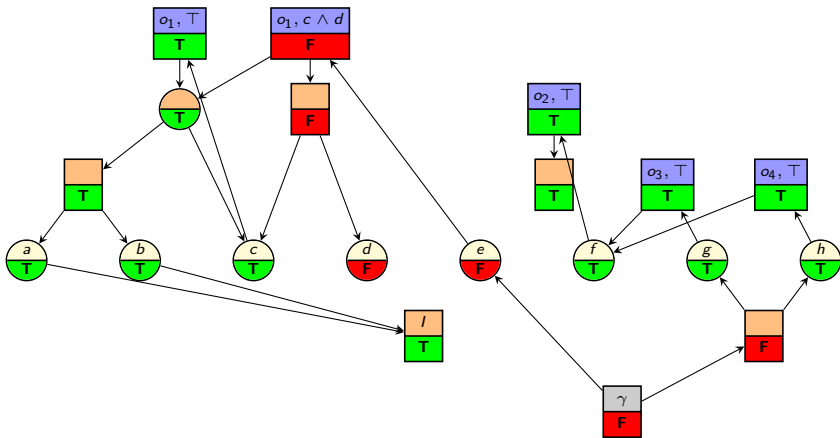 o₁, ⊤ o₁, c ∧ d
T F
T F
o₂, ⊤
T
o₃, ⊤ o₄, ⊤
T T T T
a b c d e f g h
T T T F F T T T
I
T F
γ
F